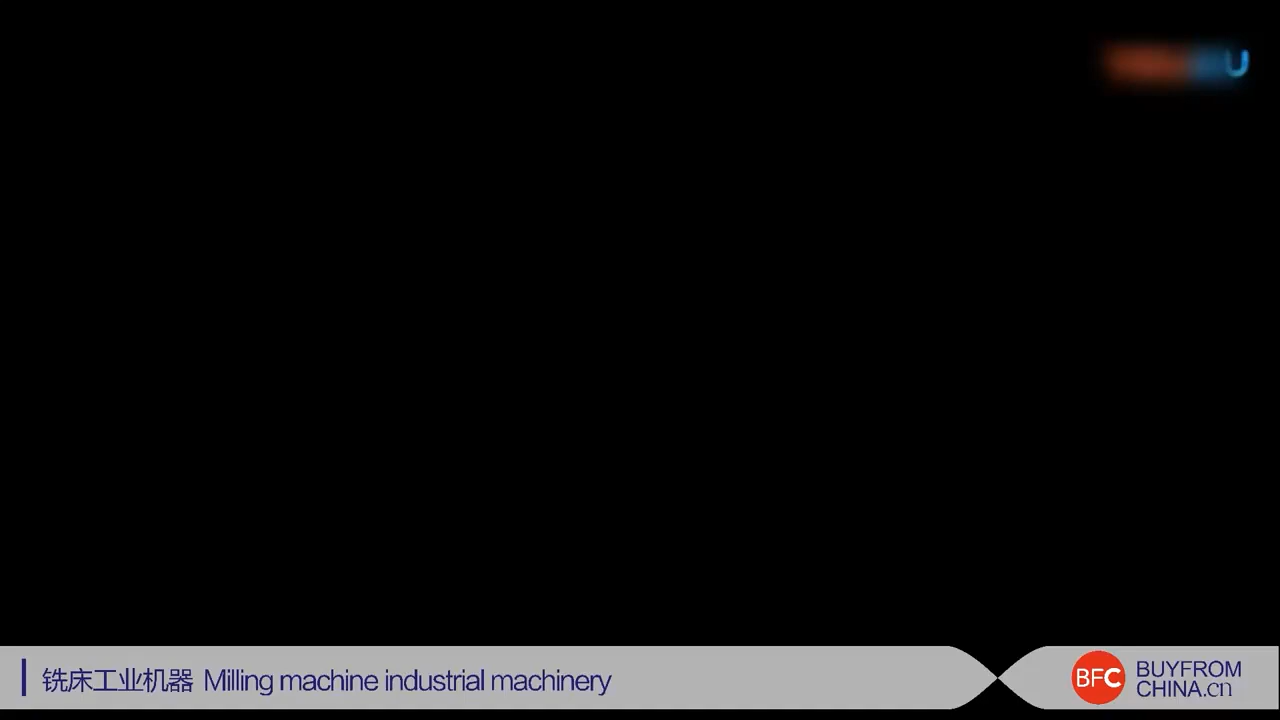 铣床工业机器 Milling machine industrial machinery
BFC
BUYFROM
CHINA.cn